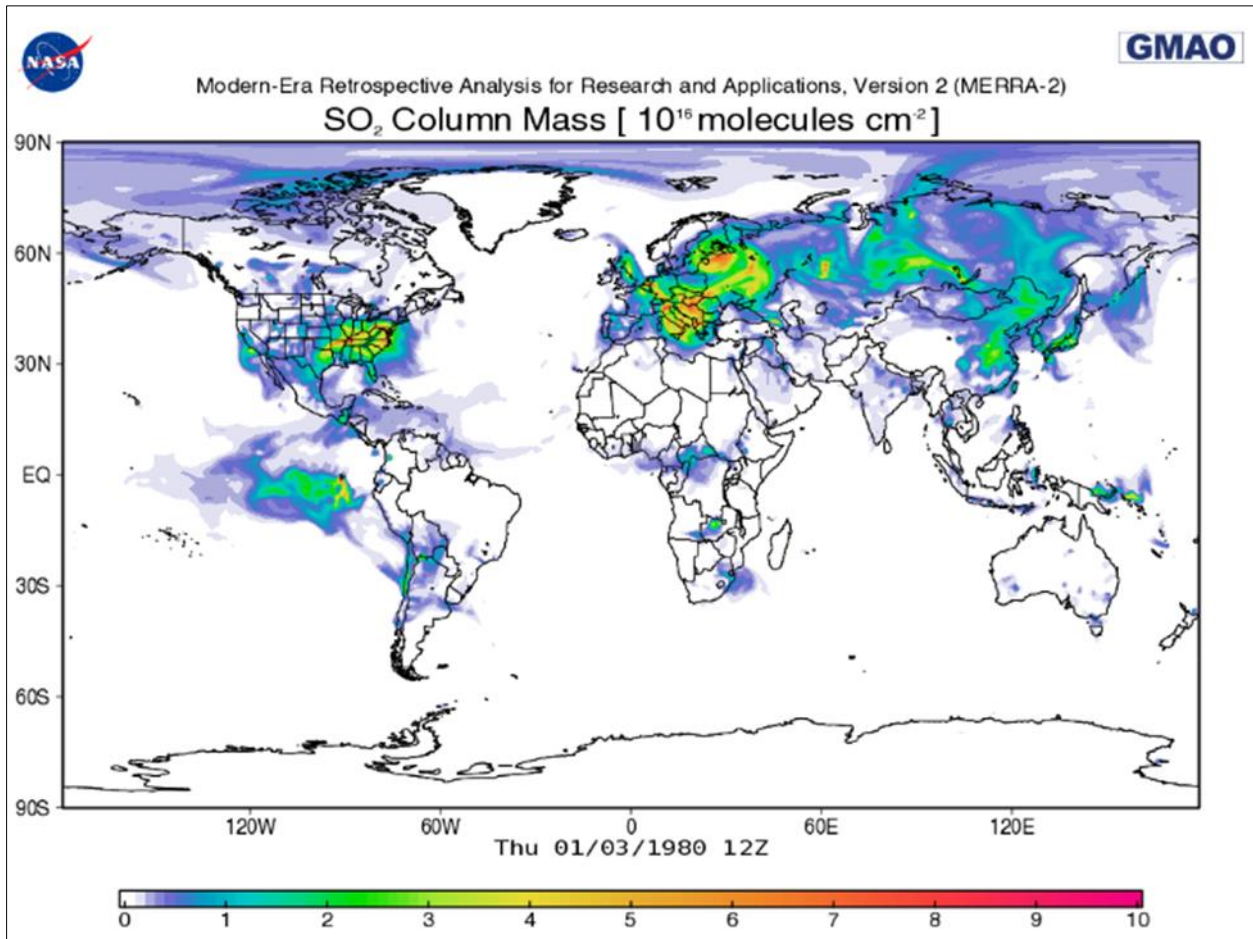 NASA
GMAO
Modern-Era Retrospective Analysis for Research and Applications, Version 2 (MERRA-2)
SO₂ Column Mass [ 10¹⁶ molecules cm⁻² ]
90N
60N
30N
EQ
30S
60S
90S
120W 60W 0 60E 120E
Thu 01/03/1980 12Z
0 1 2 3 4 5 6 7 8 9 10